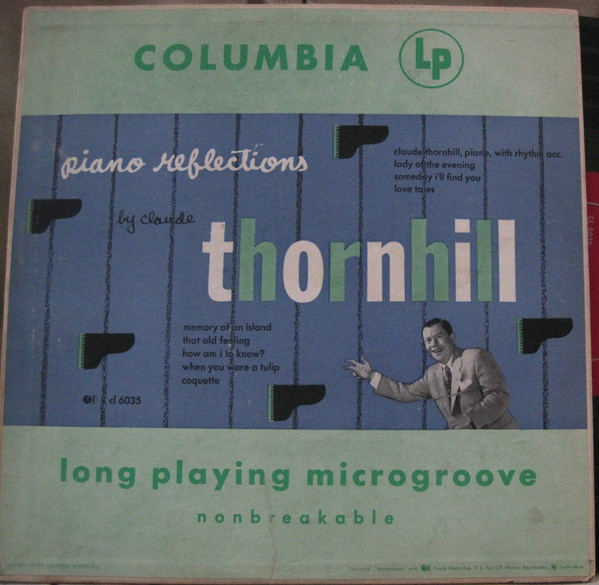 COLUMBIA Lp
piano reflections
claude thornhill, piano, with rhythm acc.
lady of the evening
someday i'll find you
love tales
by claude
thornhill
memory of an island
that old feeling
how am i to know?
when you wore a tulip
coquette
cl 6035
long playing microgroove
nonbreakable